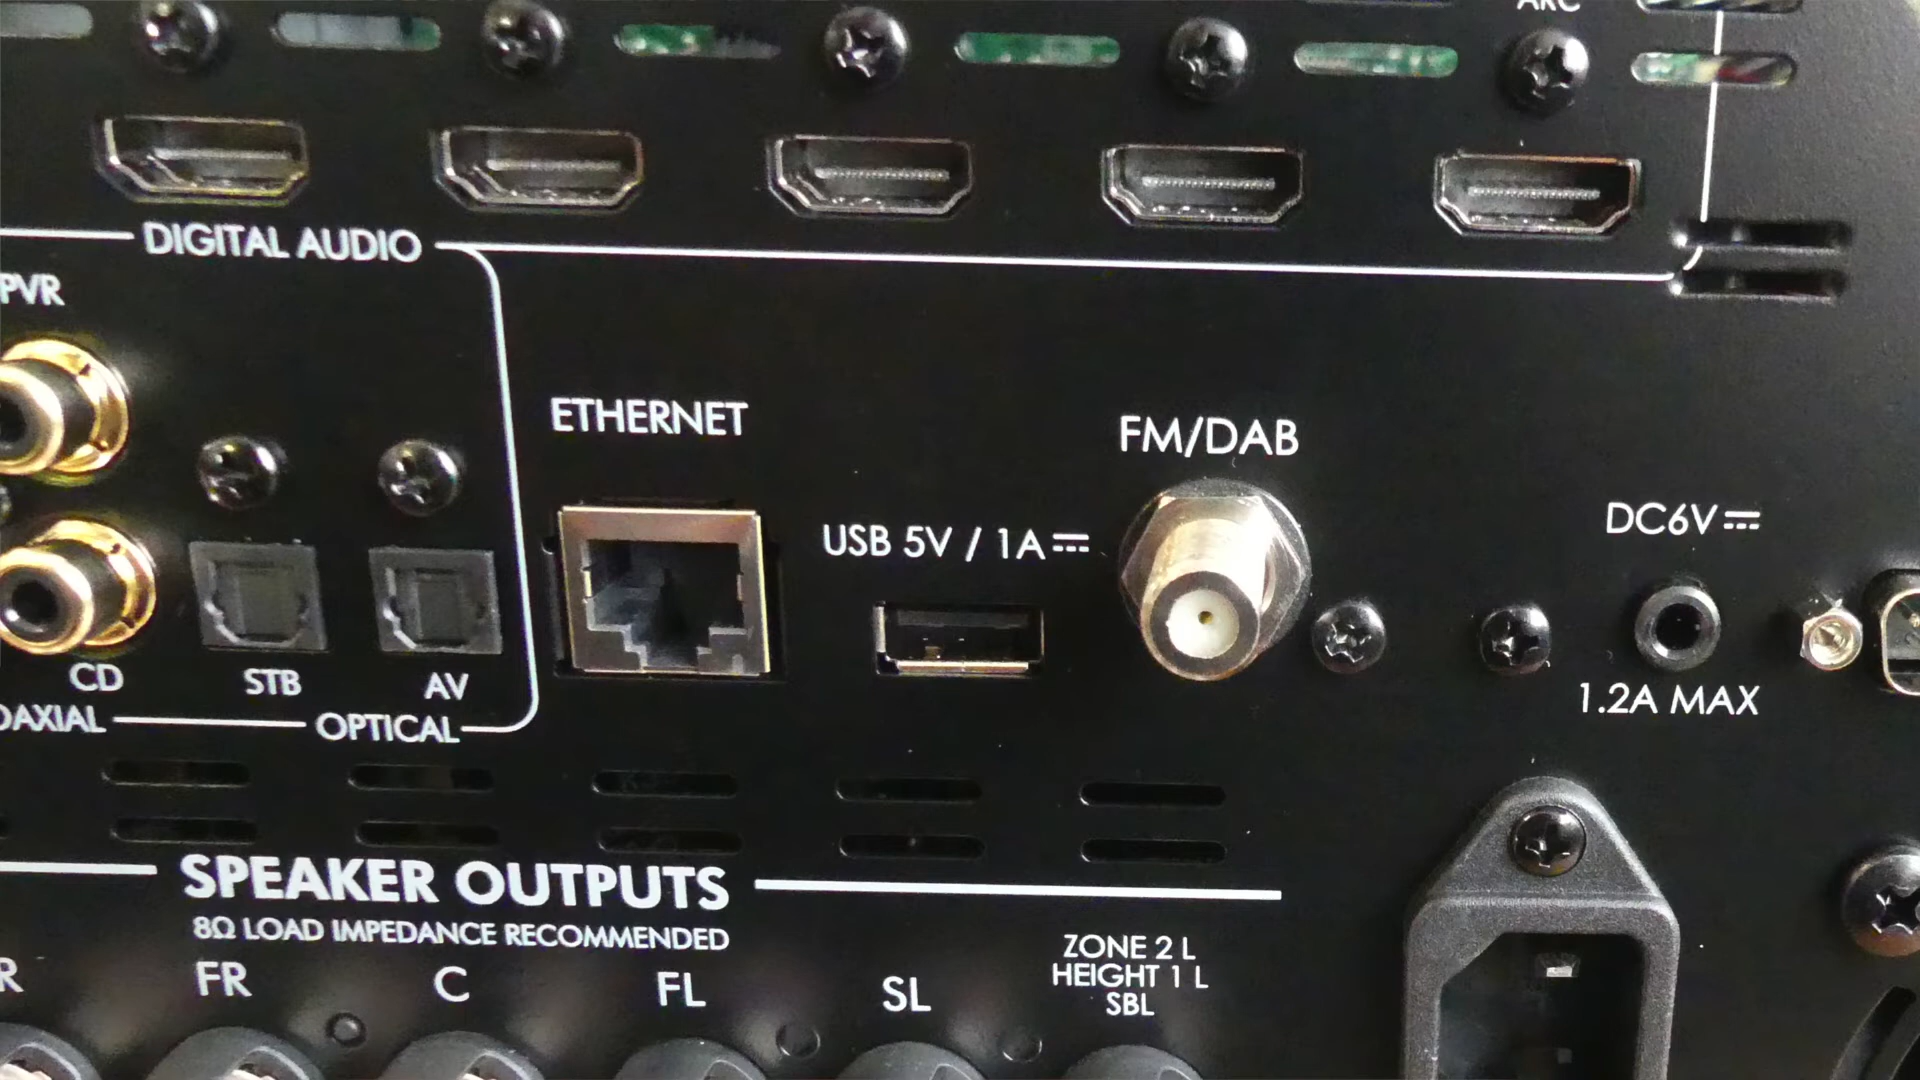 ARC
DIGITAL AUDIO
PVR
ETHERNET
FM/DAB
USB 5V / 1A
DC6V
CD
STB
AV
1.2A MAX
OAXIAL
OPTICAL
SPEAKER OUTPUTS
8Ω LOAD IMPEDANCE RECOMMENDED
R
FR
C
FL
SL
ZONE 2 L
HEIGHT 1 L
SBL